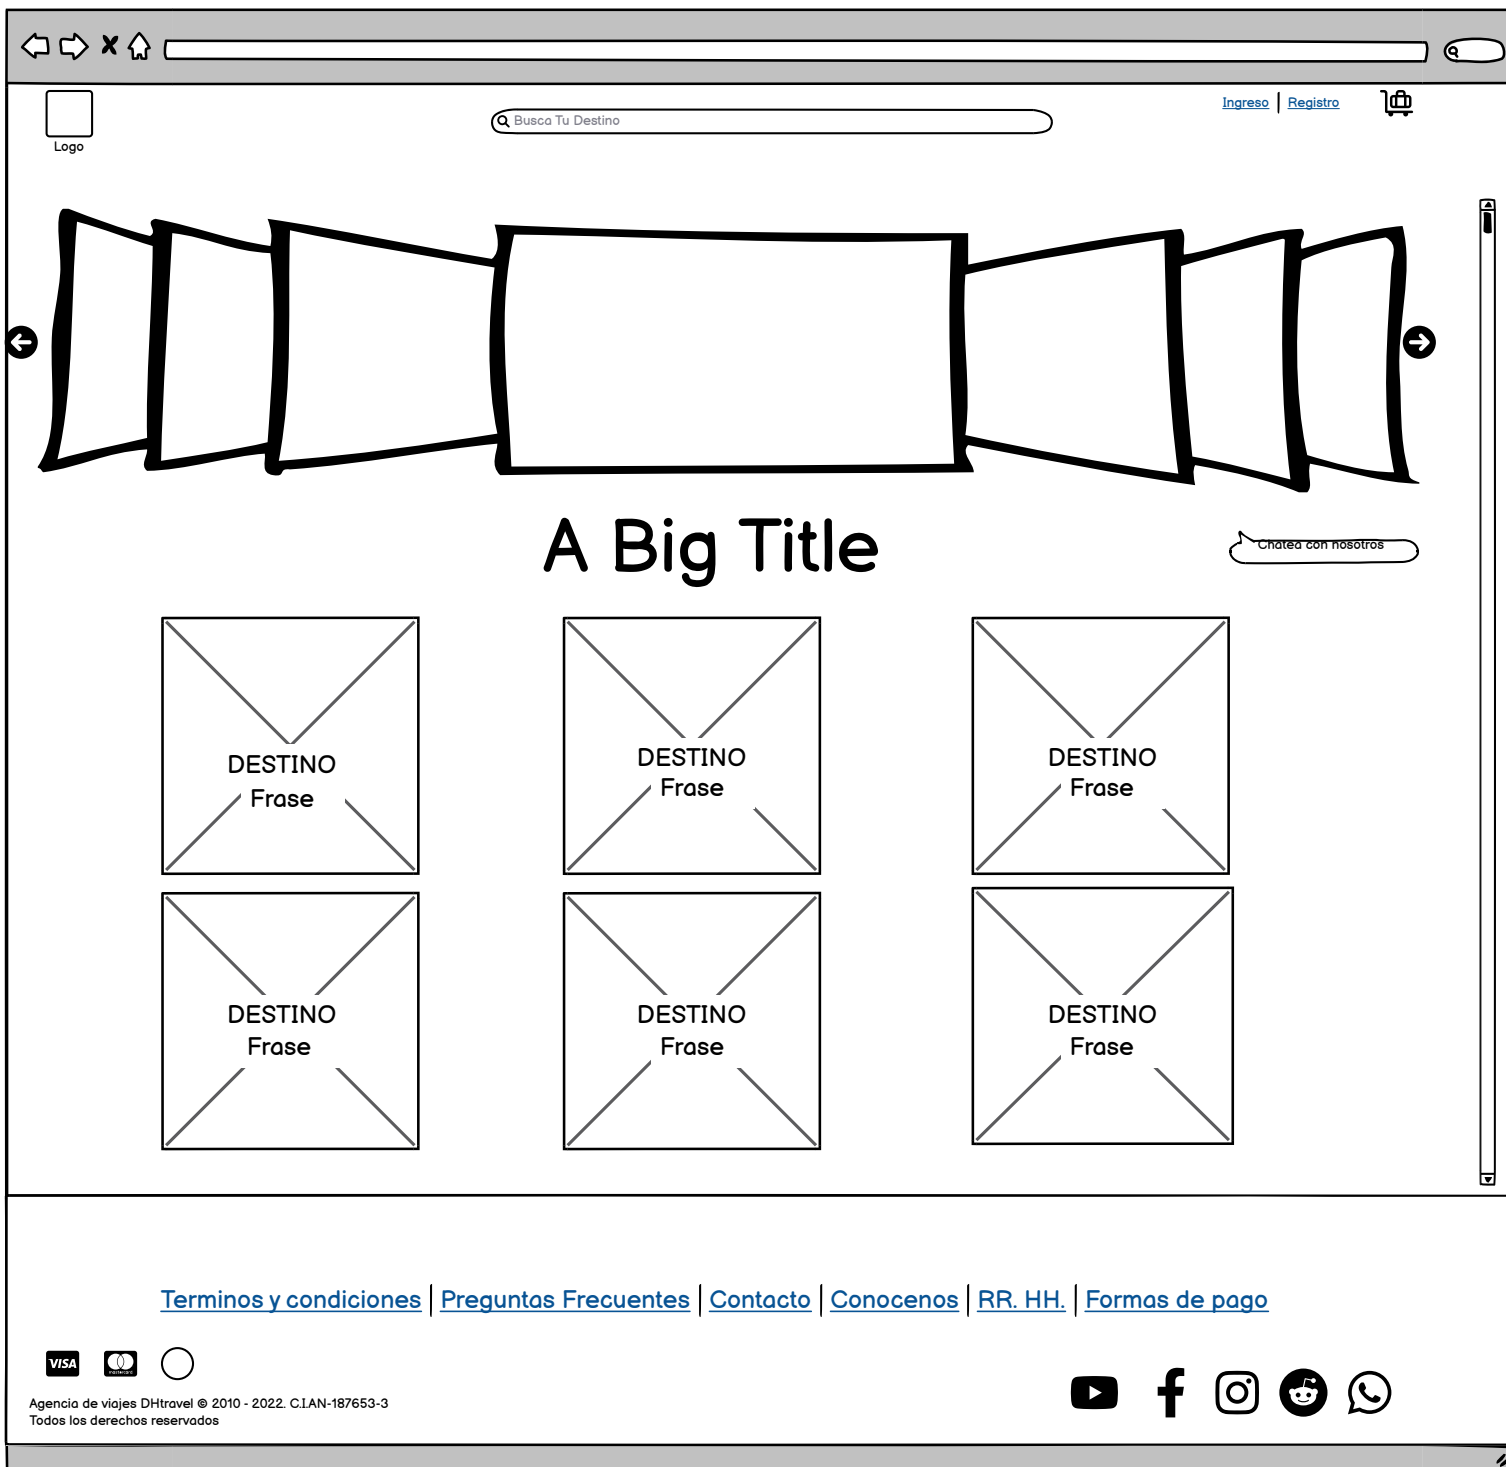 Ingreso | Registro
Busca Tu Destino
Logo
A Big Title
Chatea con nosotros
DESTINO
Frase
DESTINO
Frase
DESTINO
Frase
DESTINO
Frase
DESTINO
Frase
DESTINO
Frase
Terminos y condiciones | Preguntas Frecuentes | Contacto | Conocenos | RR. HH. | Formas de pago
VISA
mastercard
Agencia de viajes DHtravel © 2010 - 2022. C.I.AN-187653-3
Todos los derechos reservados